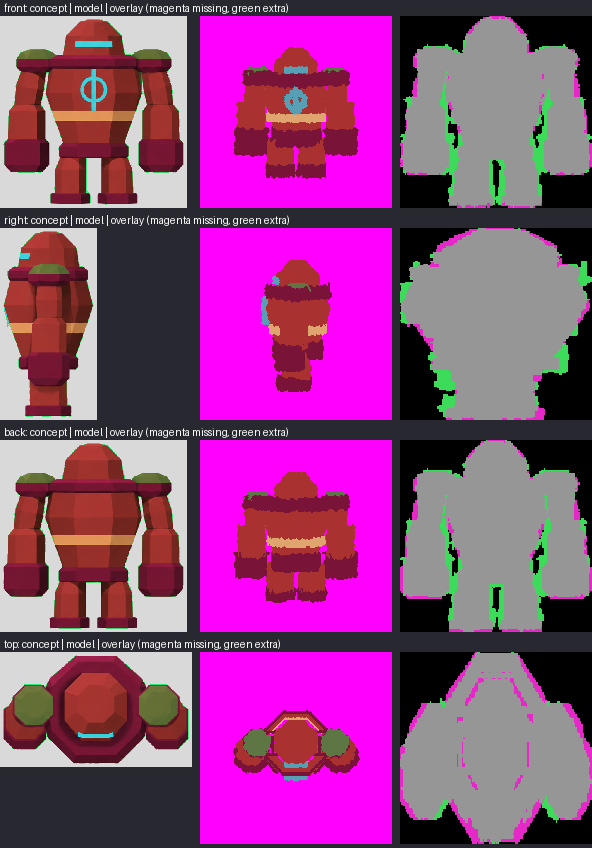 front: concept | model | overlay (magenta missing, green extra)
right: concept | model | overlay (magenta missing, green extra)
back: concept | model | overlay (magenta missing, green extra)
top: concept | model | overlay (magenta missing, green extra)